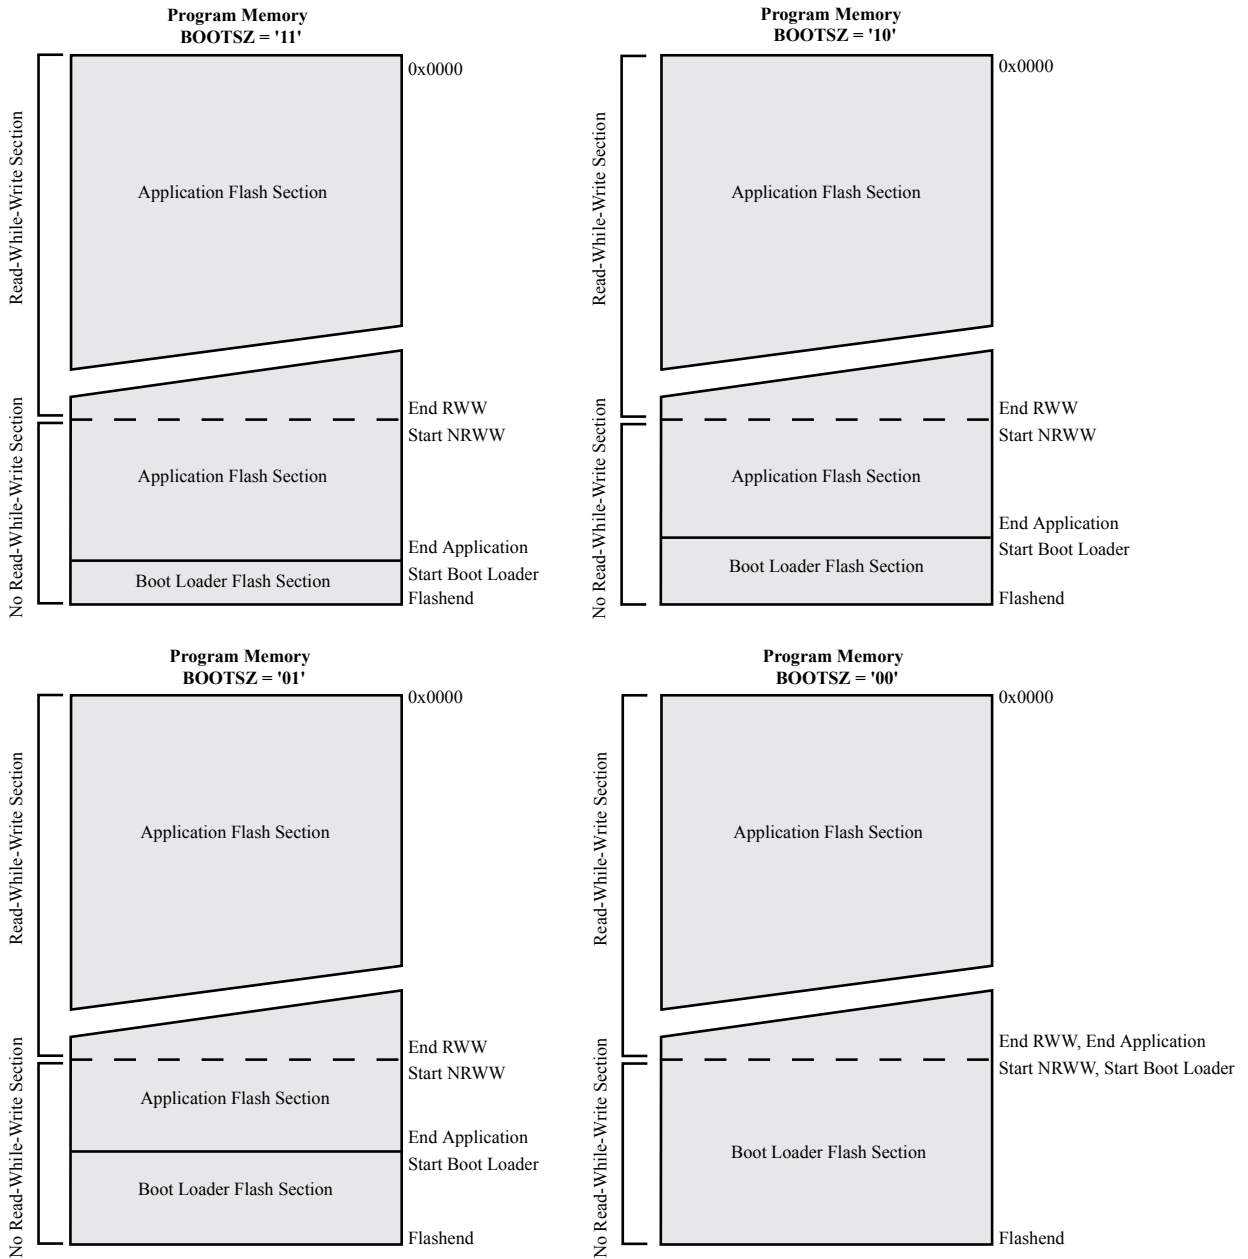 Program Memory
BOOTSZ = '11'
0x0000
Read-While-Write Section
Application Flash Section
End RWW
Start NRWW
No Read-While-Write Section
Application Flash Section
End Application
Start Boot Loader
Boot Loader Flash Section
Flashend
Program Memory
BOOTSZ = '10'
0x0000
Read-While-Write Section
Application Flash Section
End RWW
Start NRWW
No Read-While-Write Section
Application Flash Section
End Application
Start Boot Loader
Boot Loader Flash Section
Flashend
Program Memory
BOOTSZ = '01'
0x0000
Read-While-Write Section
Application Flash Section
End RWW
Start NRWW
No Read-While-Write Section
Application Flash Section
End Application
Start Boot Loader
Boot Loader Flash Section
Flashend
Program Memory
BOOTSZ = '00'
0x0000
Read-While-Write Section
Application Flash Section
End RWW, End Application
Start NRWW, Start Boot Loader
No Read-While-Write Section
Boot Loader Flash Section
Flashend